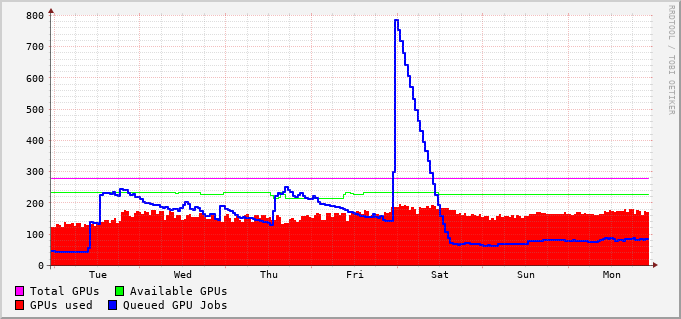 800
700
600
500
400
300
200
100
0
Tue Wed Thu Fri Sat Sun Mon
Total GPUs Available GPUs
GPUs used Queued GPU Jobs
RRDTOOL / TOBI OETIKER